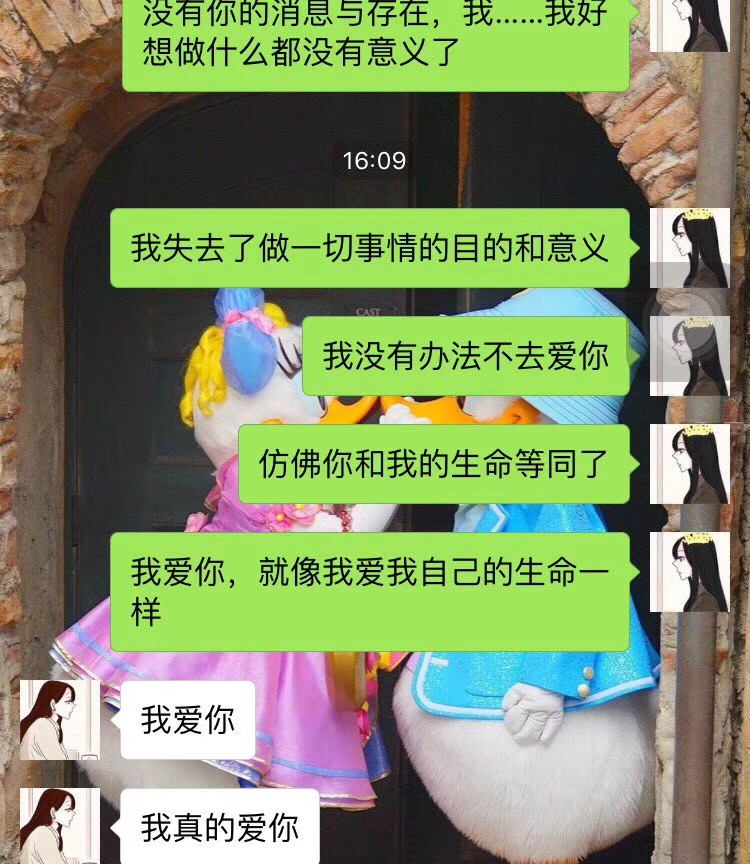 没有你的消息与存在，我......我好
想做什么都没有意义了
16:09
我失去了做一切事情的目的和意义
CAST
我没有办法不去爱你
仿佛你和我的生命等同了
我爱你，就像我爱我自己的生命一
样
我爱你
我真的爱你